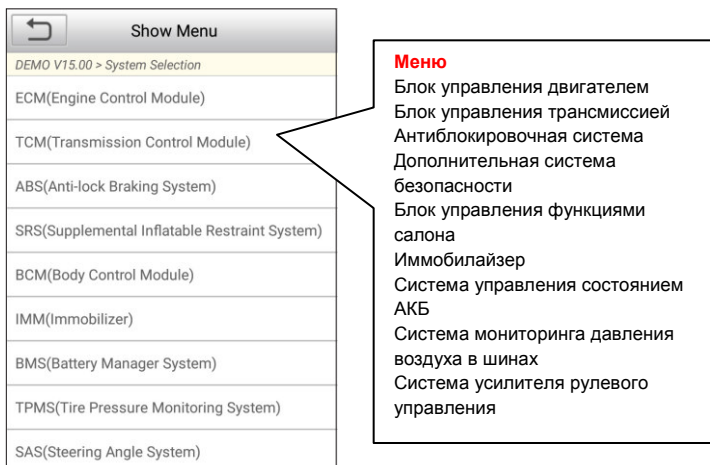 Show Menu
DEMO V15.00 > System Selection
ECM(Engine Control Module)
TCM(Transmission Control Module)
ABS(Anti-lock Braking System)
SRS(Supplemental Inflatable Restraint System)
BCM(Body Control Module)
IMM(Immobilizer)
BMS(Battery Manager System)
TPMS(Tire Pressure Monitoring System)
SAS(Steering Angle System)
Меню
Блок управления двигателем
Блок управления трансмиссией
Антиблокировочная система
Дополнительная система
безопасности
Блок управления функциями
салона
Иммобилайзер
Система управления состоянием
АКБ
Система мониторинга давления
воздуха в шинах
Система усилителя рулевого
управления